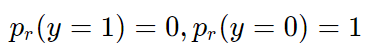 p_r(y = 1) = 0, p_r(y = 0) = 1